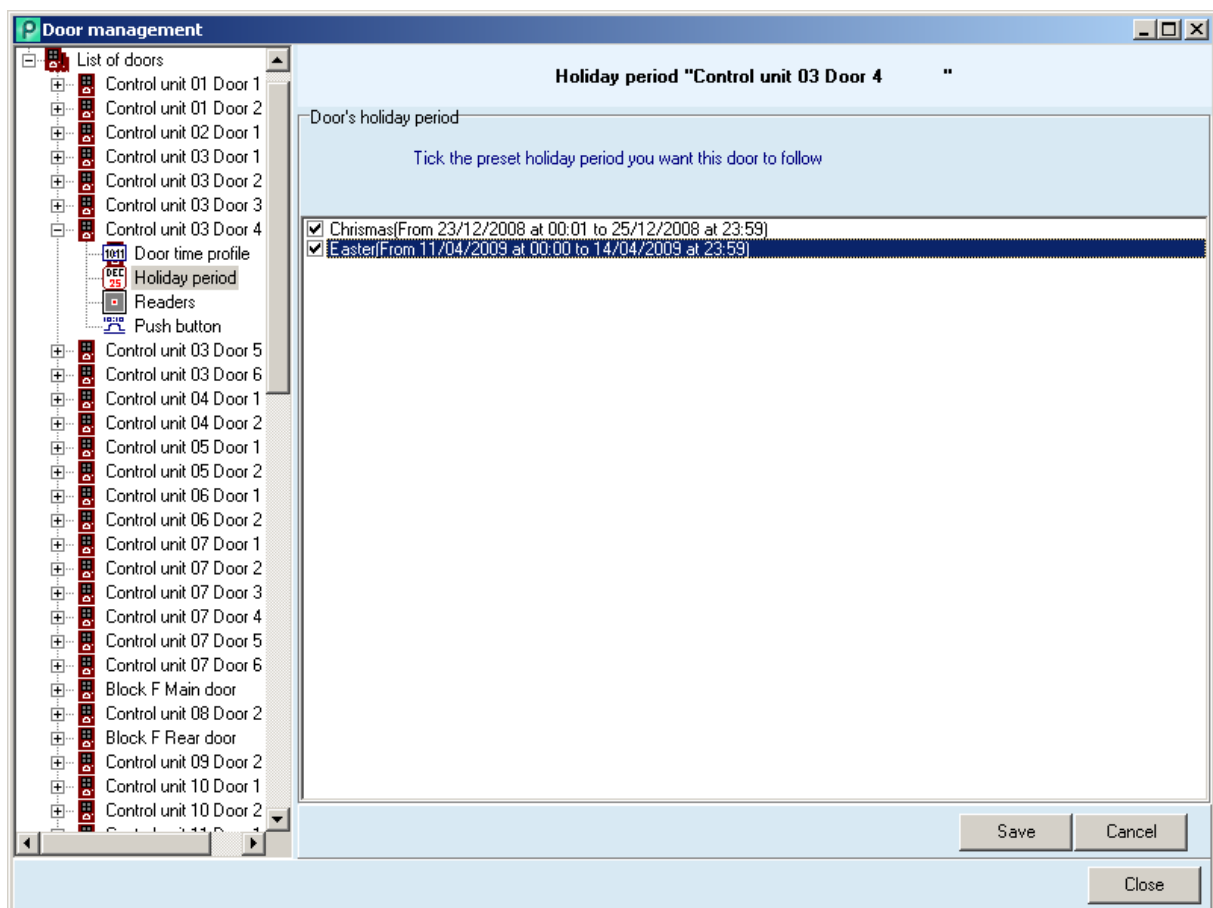 Door management
List of doors
Control unit 01 Door 1
Control unit 01 Door 2
Control unit 02 Door 1
Control unit 03 Door 1
Control unit 03 Door 2
Control unit 03 Door 3
Control unit 03 Door 4
1011 Door time profile
DEC
25
Holiday period
Readers
Push button
Control unit 03 Door 5
Control unit 03 Door 6
Control unit 04 Door 1
Control unit 04 Door 2
Control unit 05 Door 1
Control unit 05 Door 2
Control unit 06 Door 1
Control unit 06 Door 2
Control unit 07 Door 1
Control unit 07 Door 2
Control unit 07 Door 3
Control unit 07 Door 4
Control unit 07 Door 5
Control unit 07 Door 6
Block F Main door
Control unit 08 Door 2
Block F Rear door
Control unit 09 Door 2
Control unit 10 Door 1
Control unit 10 Door 2
Holiday period "Control unit 03 Door 4 "
Door's holiday period
Tick the preset holiday period you want this door to follow
Chrismas(From 23/12/2008 at 00:01 to 25/12/2008 at 23:59)
Easter(From 11/04/2009 at 00:00 to 14/04/2009 at 23:59)
Save
Cancel
Close